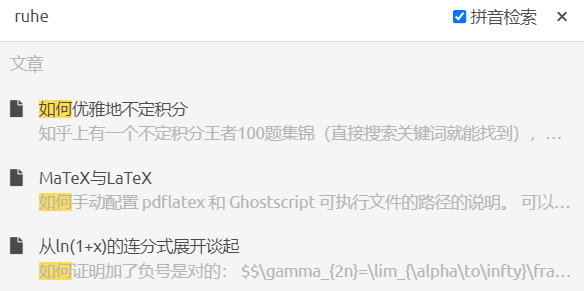 ruhe
拼音检索
文章
如何优雅地不定积分
知乎上有一个不定积分王者100题集锦（直接搜索关键词就能找到），…
MaTeX与LaTeX
如何手动配置 pdflatex 和 Ghostscript 可执行文件的路径的说明。 可以…
从ln(1+x)的连分式展开谈起
如何证明加了负号是对的： $$\gamma_{2n}=\lim_{\alpha\to\infty}\fra…